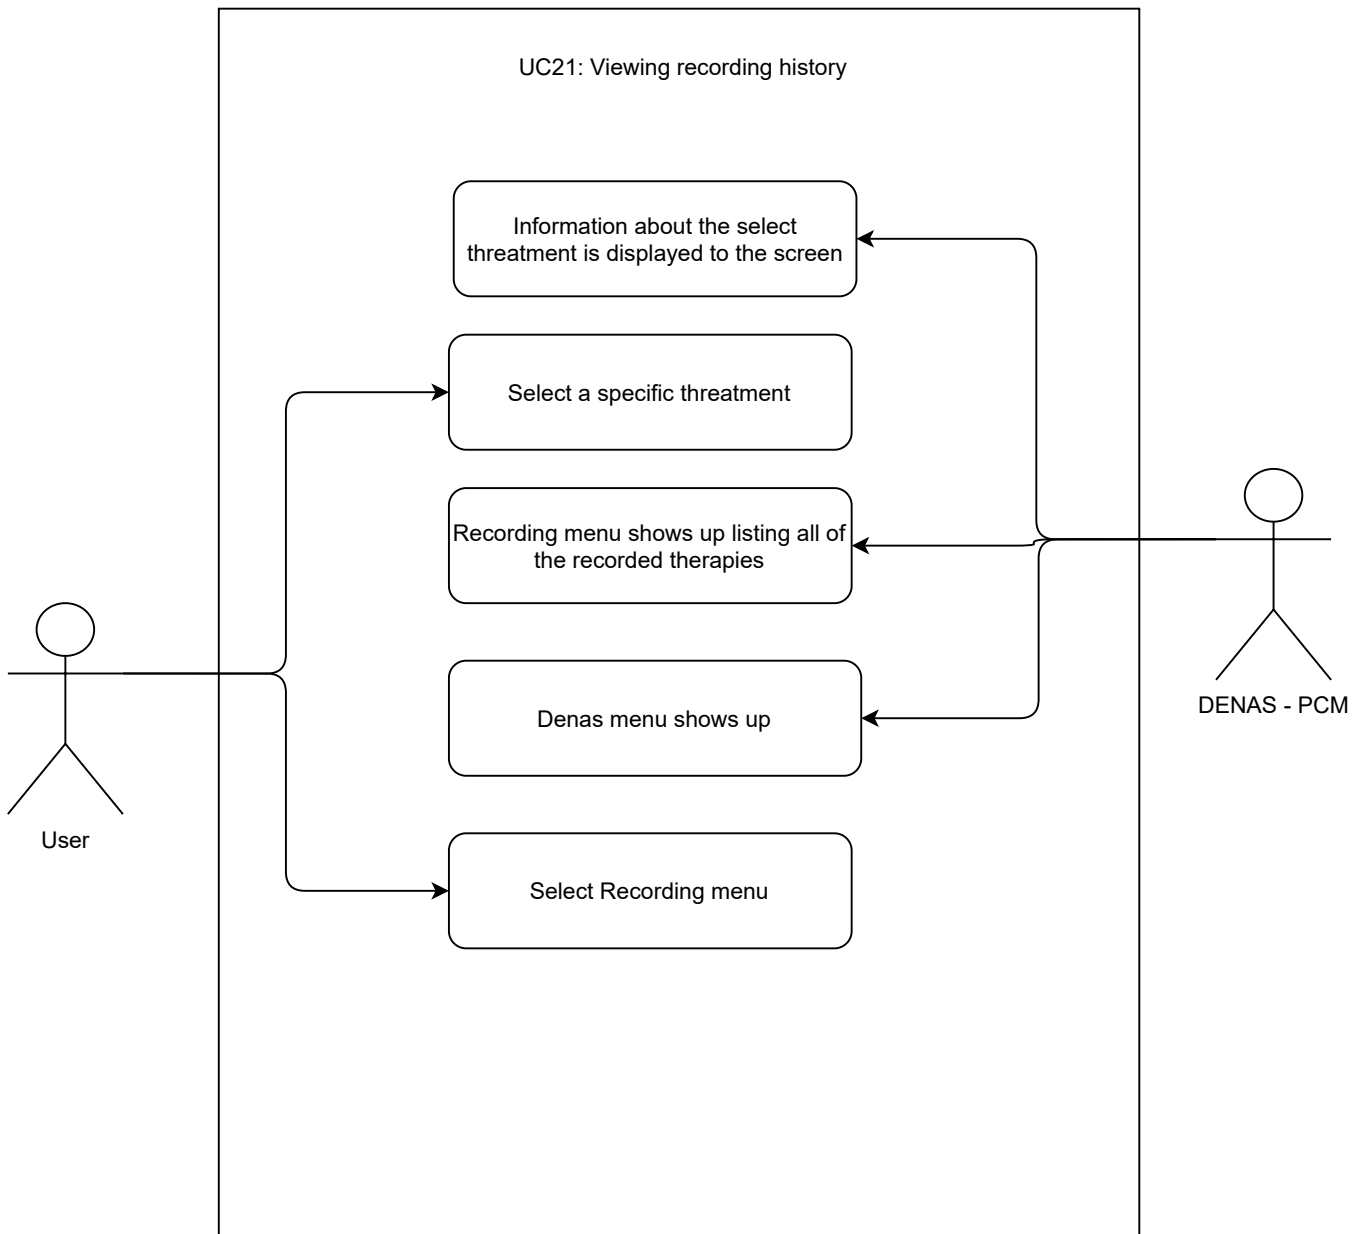 UC21: Viewing recording history
Information about the select
threatment is displayed to the screen
Select a specific threatment
Recording menu shows up listing all of
the recorded therapies
Denas menu shows up
Select Recording menu
User
DENAS - PCM